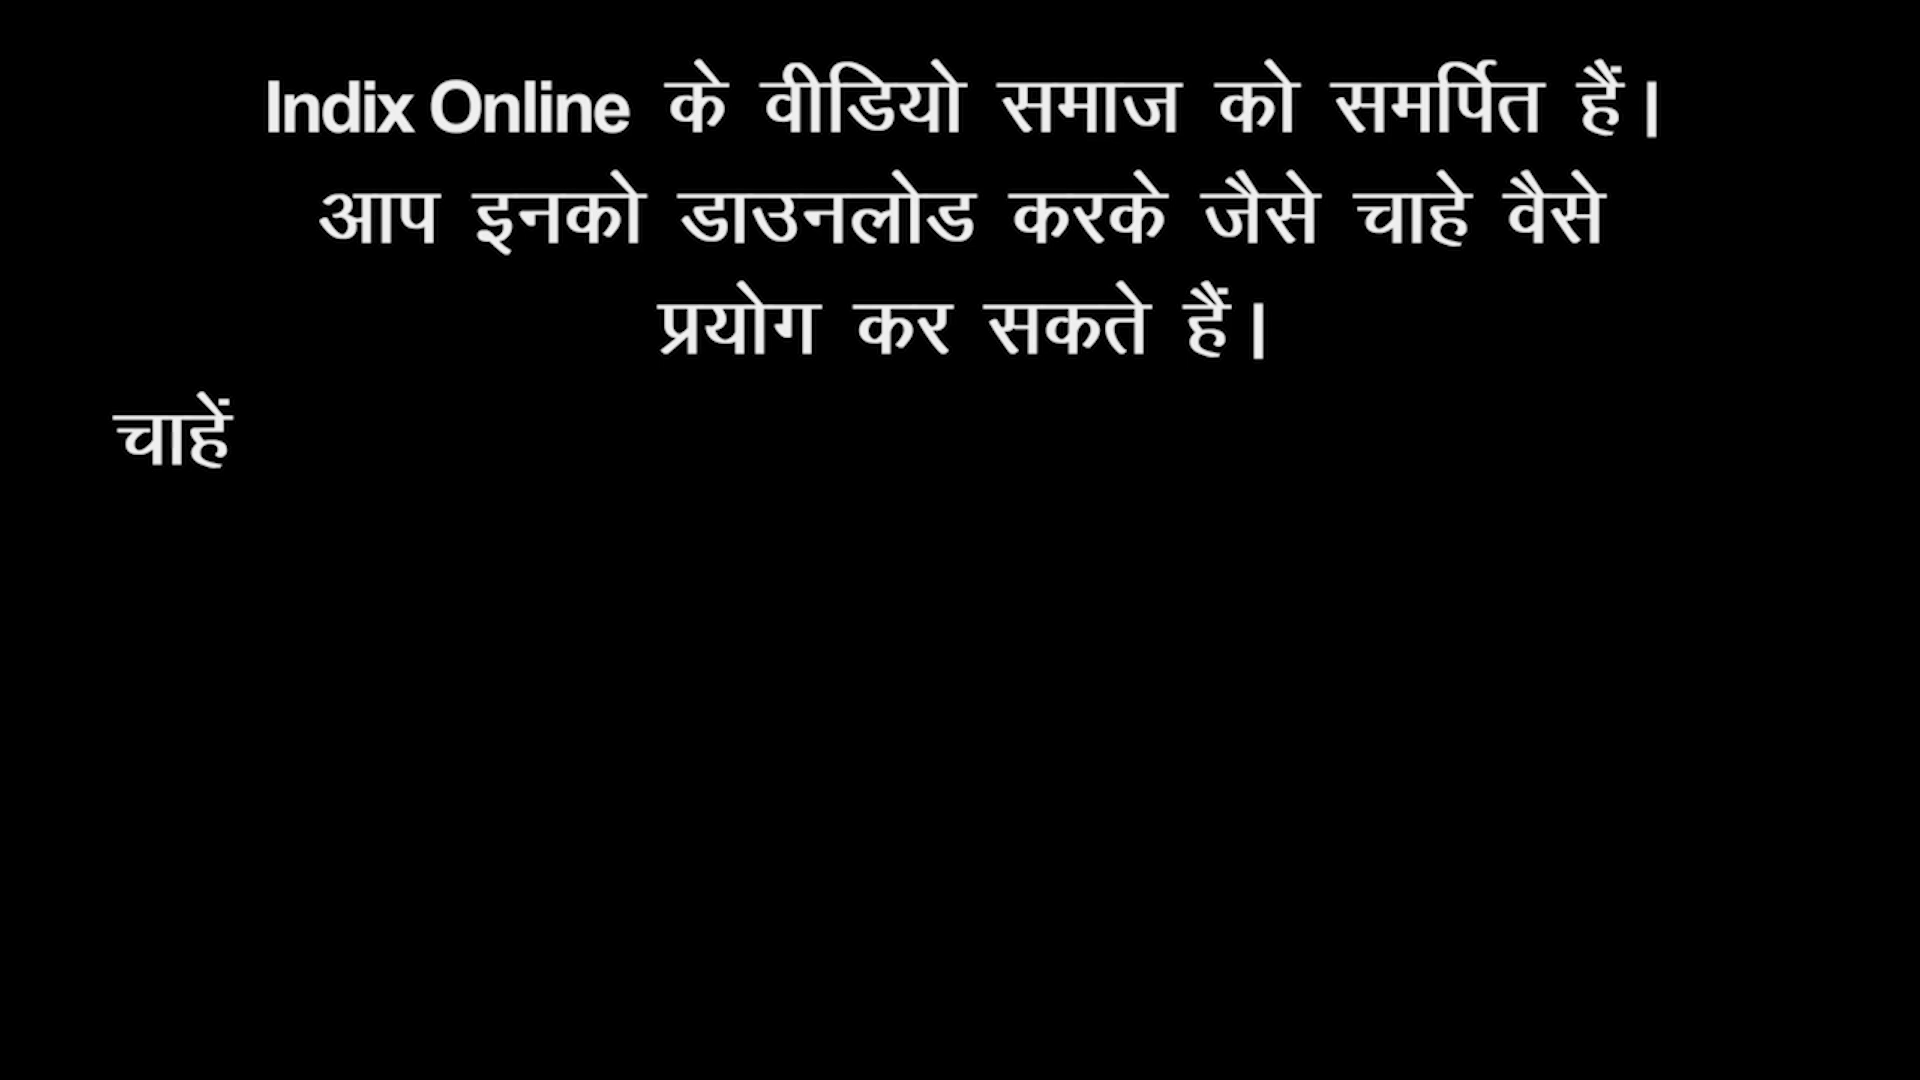 Indix Online के वीडियो समाज को समर्पित हैं।
आप इनको डाउनलोड करके जैसे चाहे वैसे
प्रयोग कर सकते हैं।
चाहें